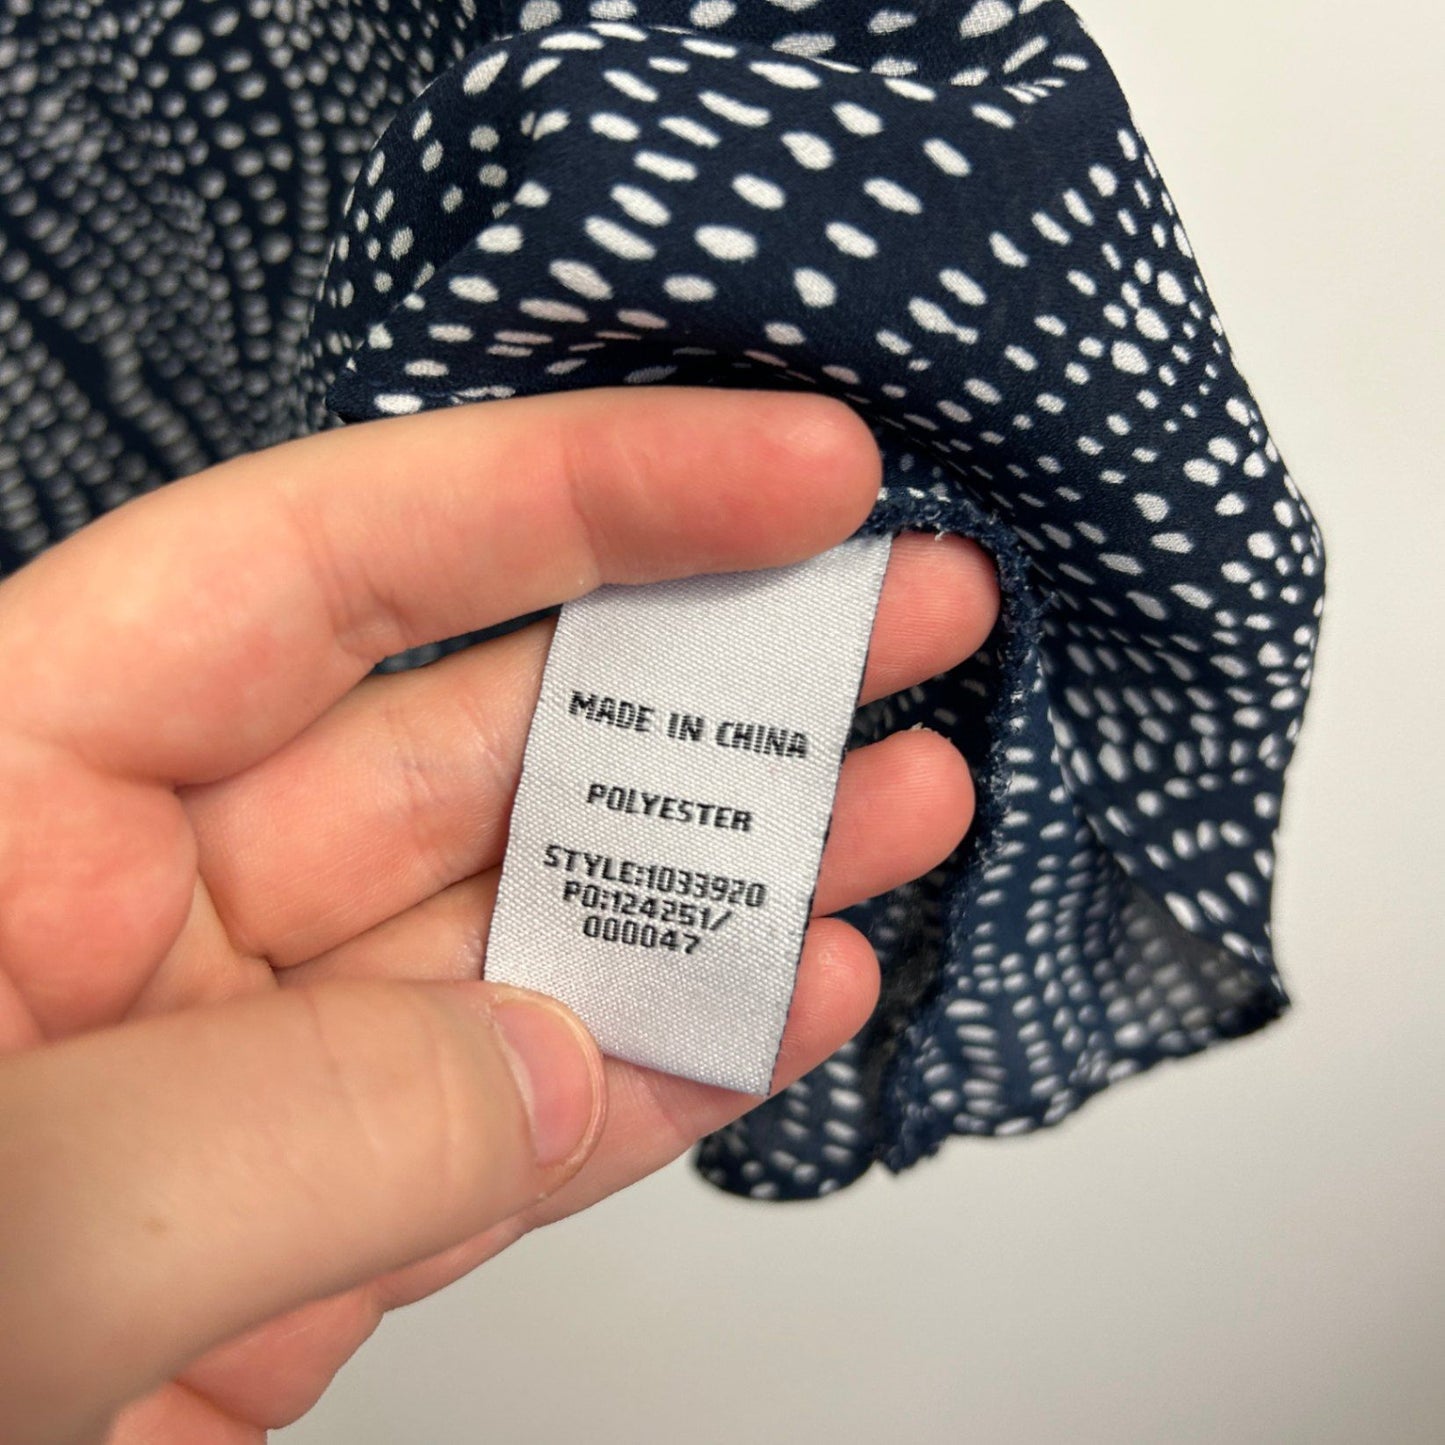 MADE IN CHINA
POLYESTER
STYLE:1033920
PO:124251/
000047